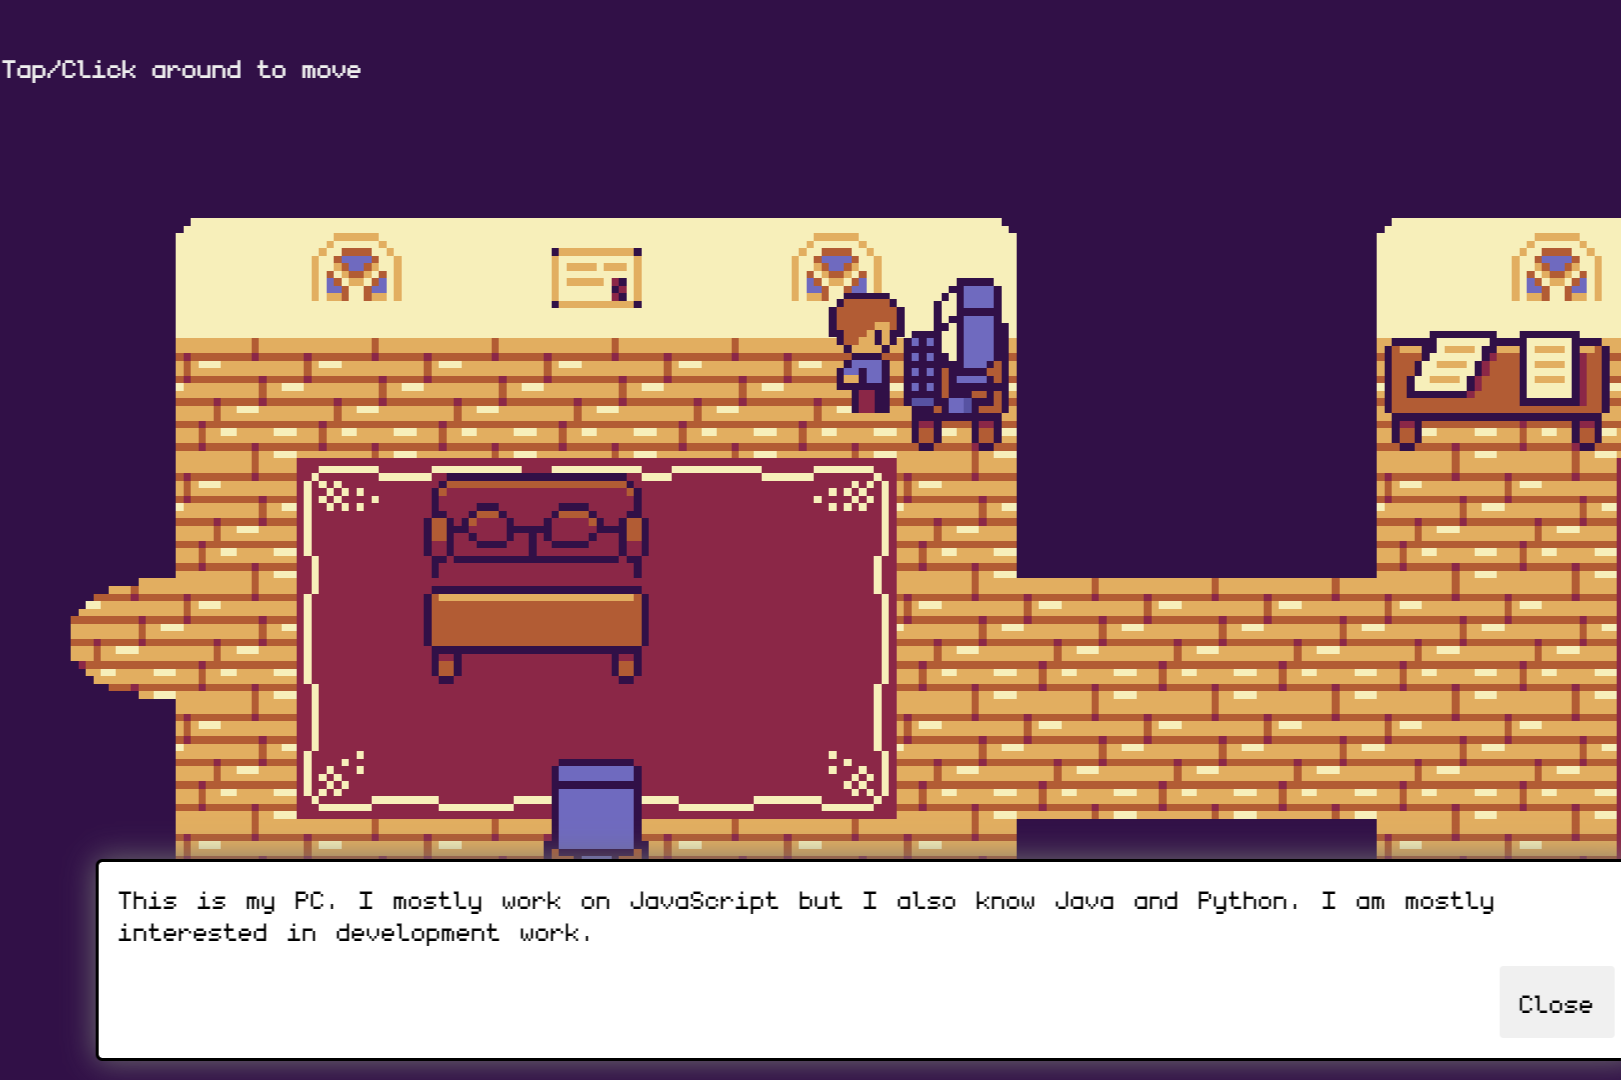 Tap/Click around to move
This is my PC. I mostly work on JavaScript but I also know Java and Python. I am mostly
interested in development work.
Close